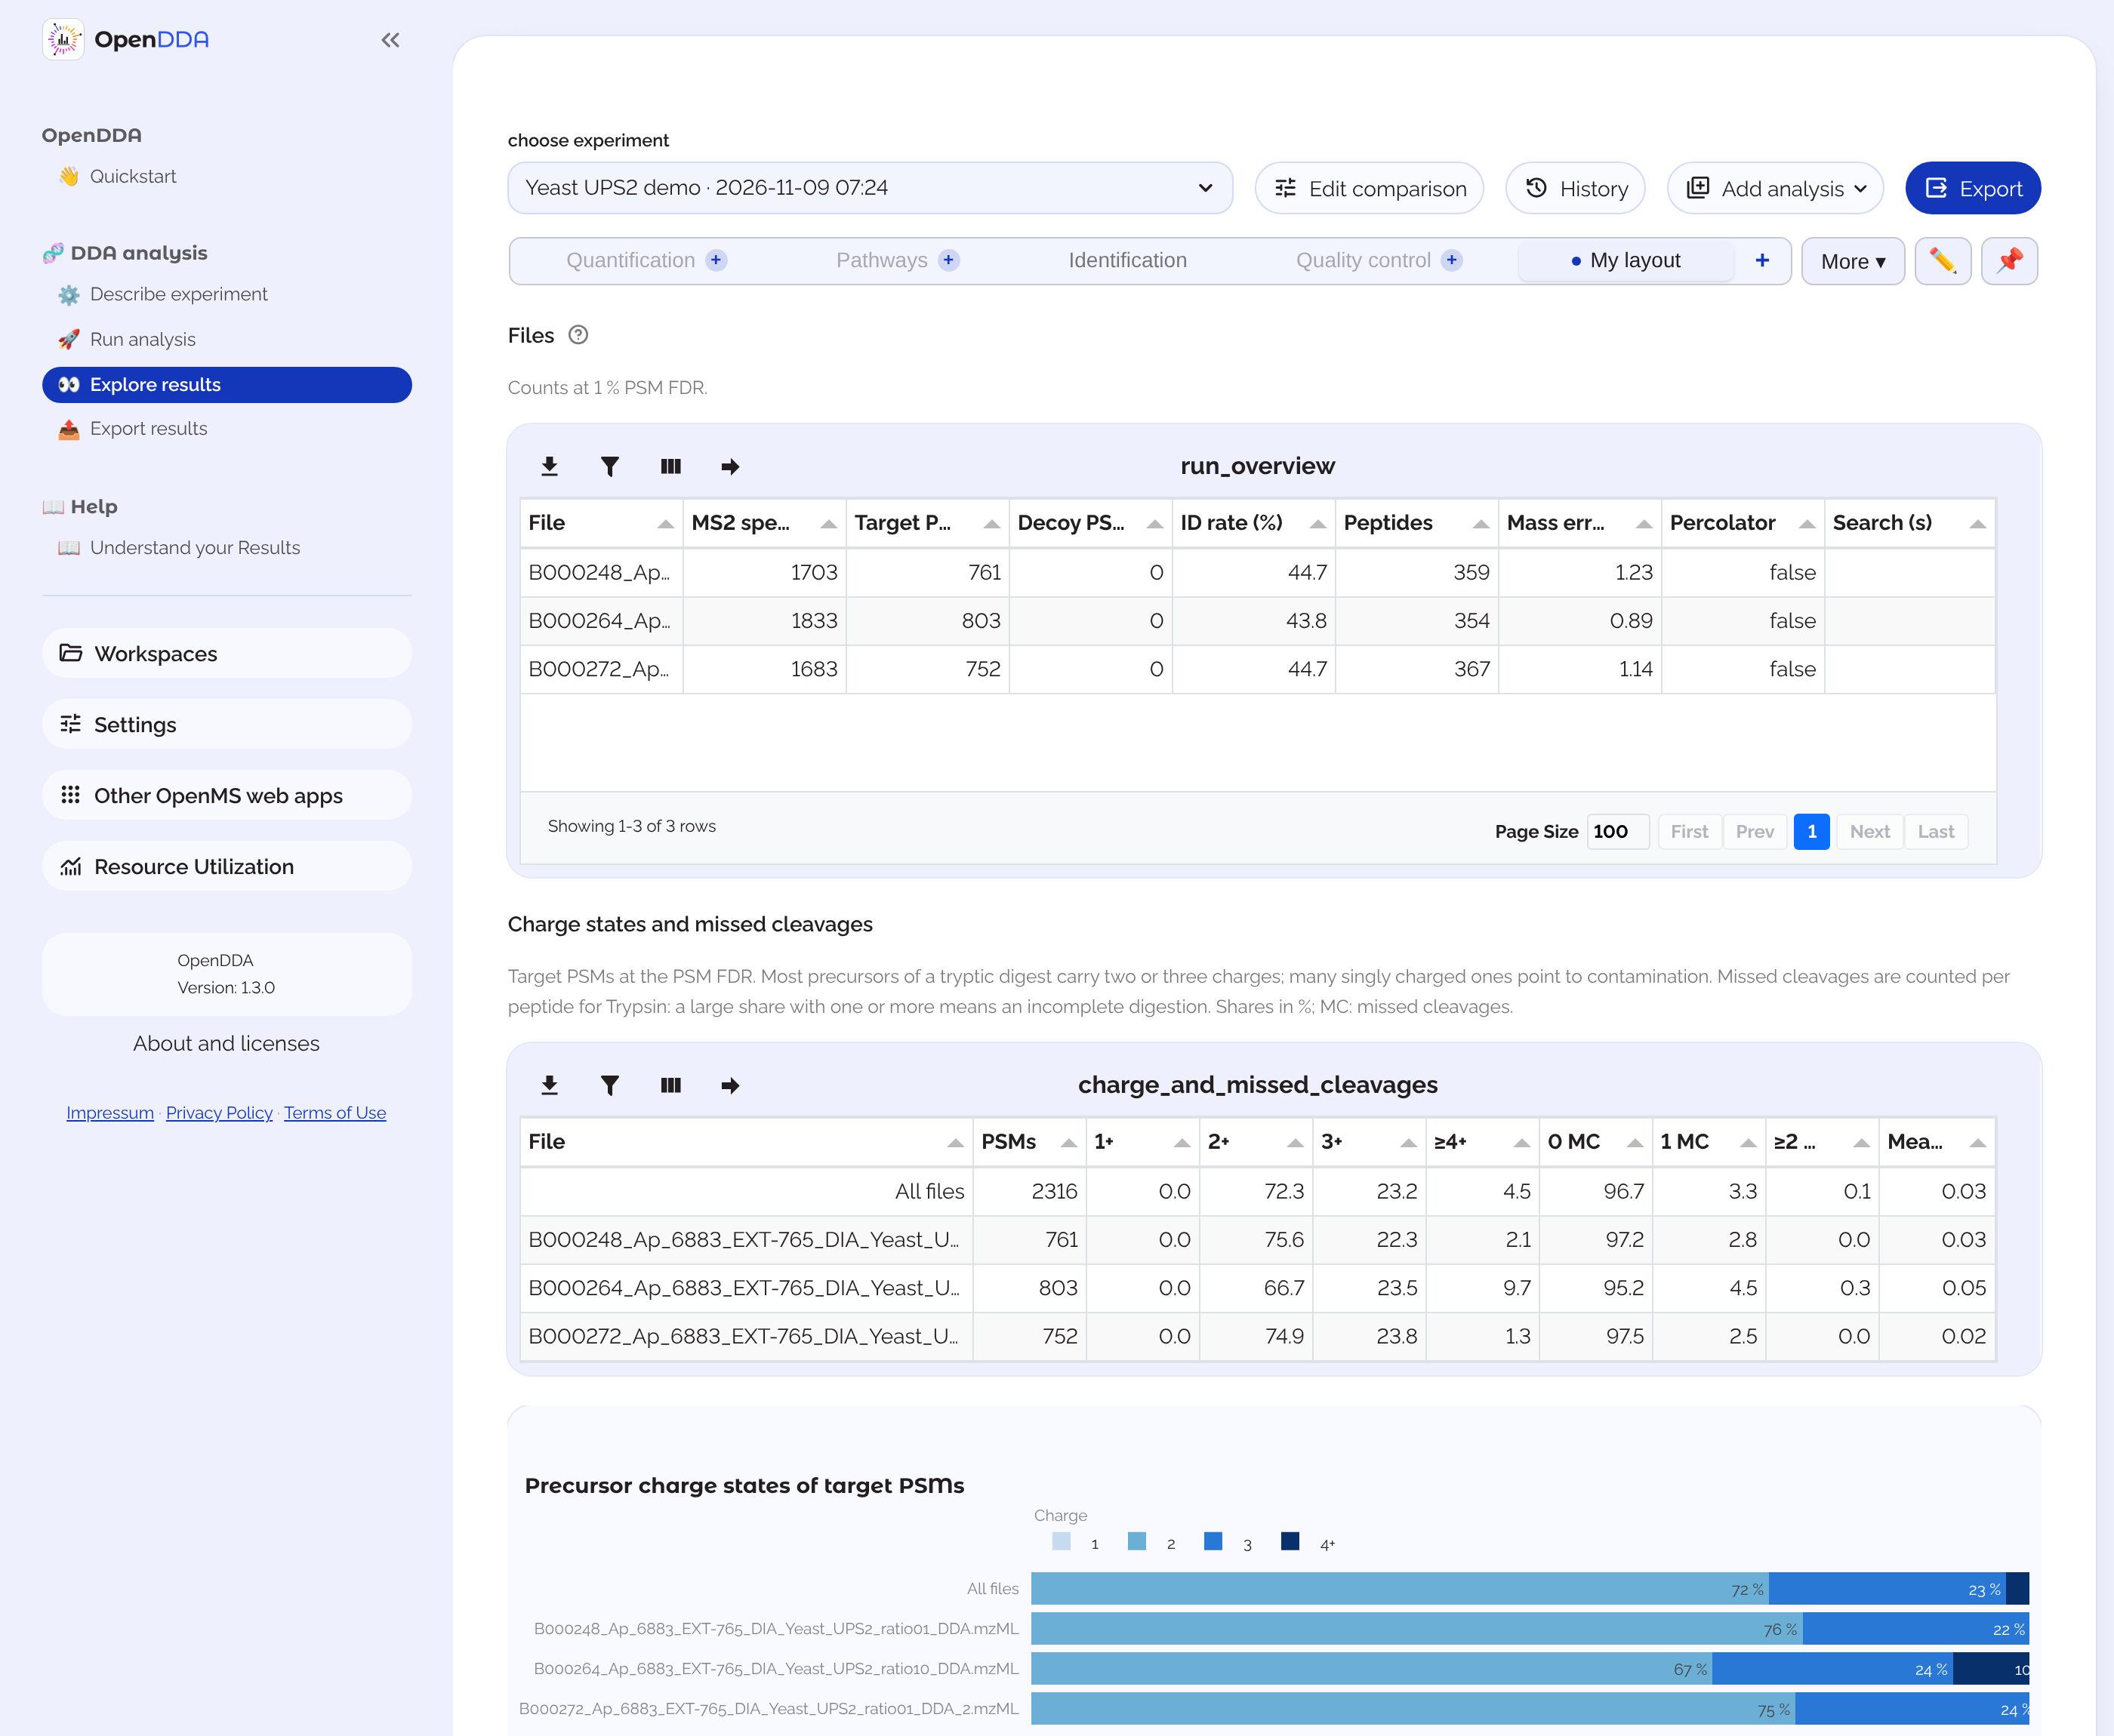 OpenDDA
OpenDDA
Quickstart
DDA analysis
Describe experiment
Run analysis
Explore results
Export results
Help
Understand your Results
Workspaces
Settings
Other OpenMS web apps
Resource Utilization
OpenDDA
Version: 1.3.0
About and licenses
Impressum · Privacy Policy · Terms of Use
choose experiment
Yeast UPS2 demo · 2026-11-09 07:24
Edit comparison
History
Add analysis
Export
Quantification + Pathways + Identification Quality control + My layout + More ▾
Files
Counts at 1 % PSM FDR.
run_overview
File MS2 spe... Target P... Decoy PS... ID rate (%) Peptides Mass err... Percolator Search (s)
B000248_Ap... 1703 761 0 44.7 359 1.23 false
B000264_Ap... 1833 803 0 43.8 354 0.89 false
B000272_Ap... 1683 752 0 44.7 367 1.14 false
Showing 1-3 of 3 rows
Page Size 100 First Prev 1 Next Last
Charge states and missed cleavages
Target PSMs at the PSM FDR. Most precursors of a tryptic digest carry two or three charges; many singly charged ones point to contamination. Missed cleavages are counted per
peptide for Trypsin: a large share with one or more means an incomplete digestion. Shares in %; MC: missed cleavages.
charge_and_missed_cleavages
File PSMs 1+ 2+ 3+ ≥4+ 0 MC 1 MC ≥2 ... Mea...
All files 2316 0.0 72.3 23.2 4.5 96.7 3.3 0.1 0.03
B000248_Ap_6883_EXT-765_DIA_Yeast_U... 761 0.0 75.6 22.3 2.1 97.2 2.8 0.0 0.03
B000264_Ap_6883_EXT-765_DIA_Yeast_U... 803 0.0 66.7 23.5 9.7 95.2 4.5 0.3 0.05
B000272_Ap_6883_EXT-765_DIA_Yeast_U... 752 0.0 74.9 23.8 1.3 97.5 2.5 0.0 0.02
Precursor charge states of target PSMs
Charge
1 2 3 4+
All files 72 % 23 %
B000248_Ap_6883_EXT-765_DIA_Yeast_UPS2_ratio01_DDA.mzML 76 % 22 %
B000264_Ap_6883_EXT-765_DIA_Yeast_UPS2_ratio10_DDA.mzML 67 % 24 % 10
B000272_Ap_6883_EXT-765_DIA_Yeast_UPS2_ratio01_DDA_2.mzML 75 % 24 %